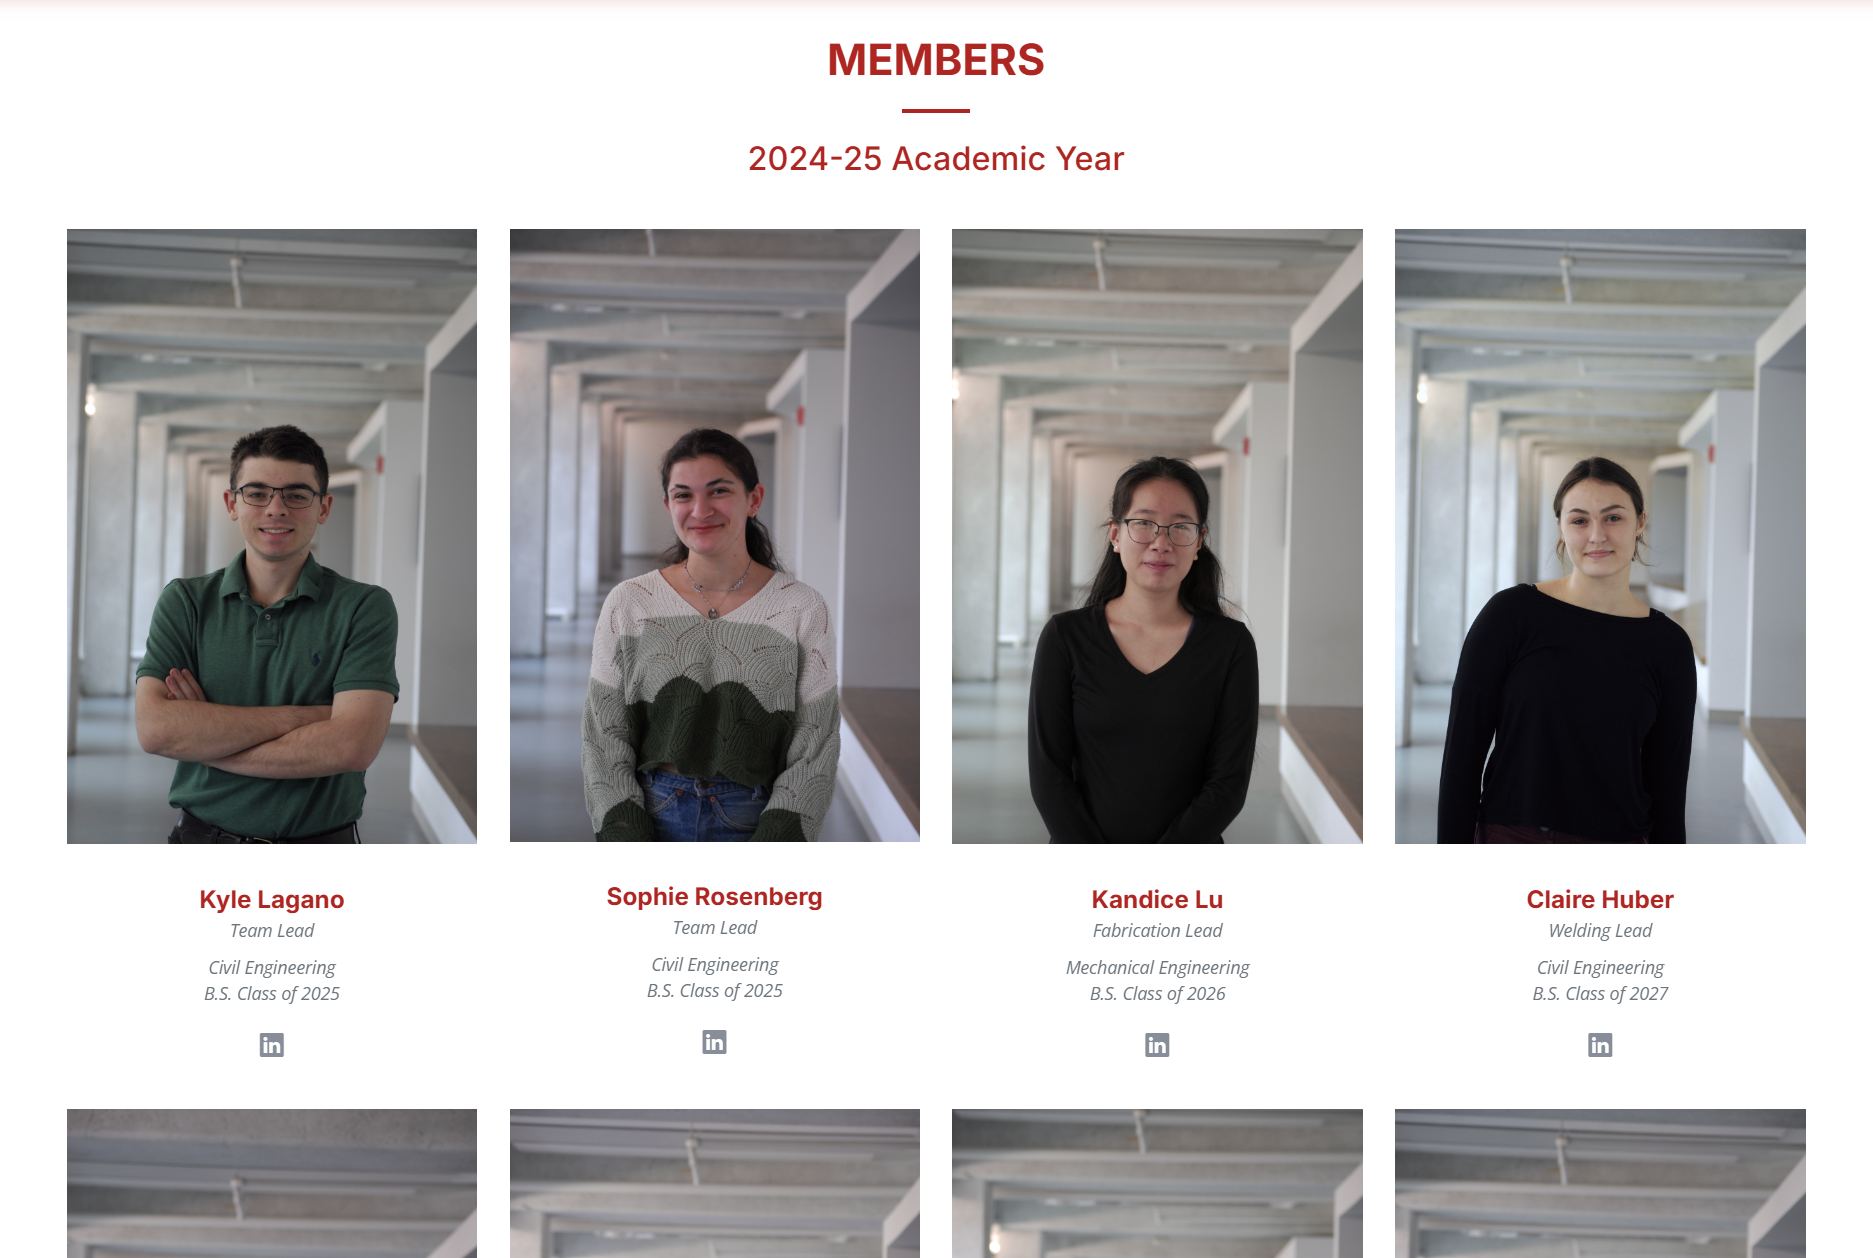 MEMBERS
2024-25 Academic Year
Kyle Lagano
Team Lead
Civil Engineering
B.S. Class of 2025
in
Sophie Rosenberg
Team Lead
Civil Engineering
B.S. Class of 2025
in
Kandice Lu
Fabrication Lead
Mechanical Engineering
B.S. Class of 2026
in
Claire Huber
Welding Lead
Civil Engineering
B.S. Class of 2027
in